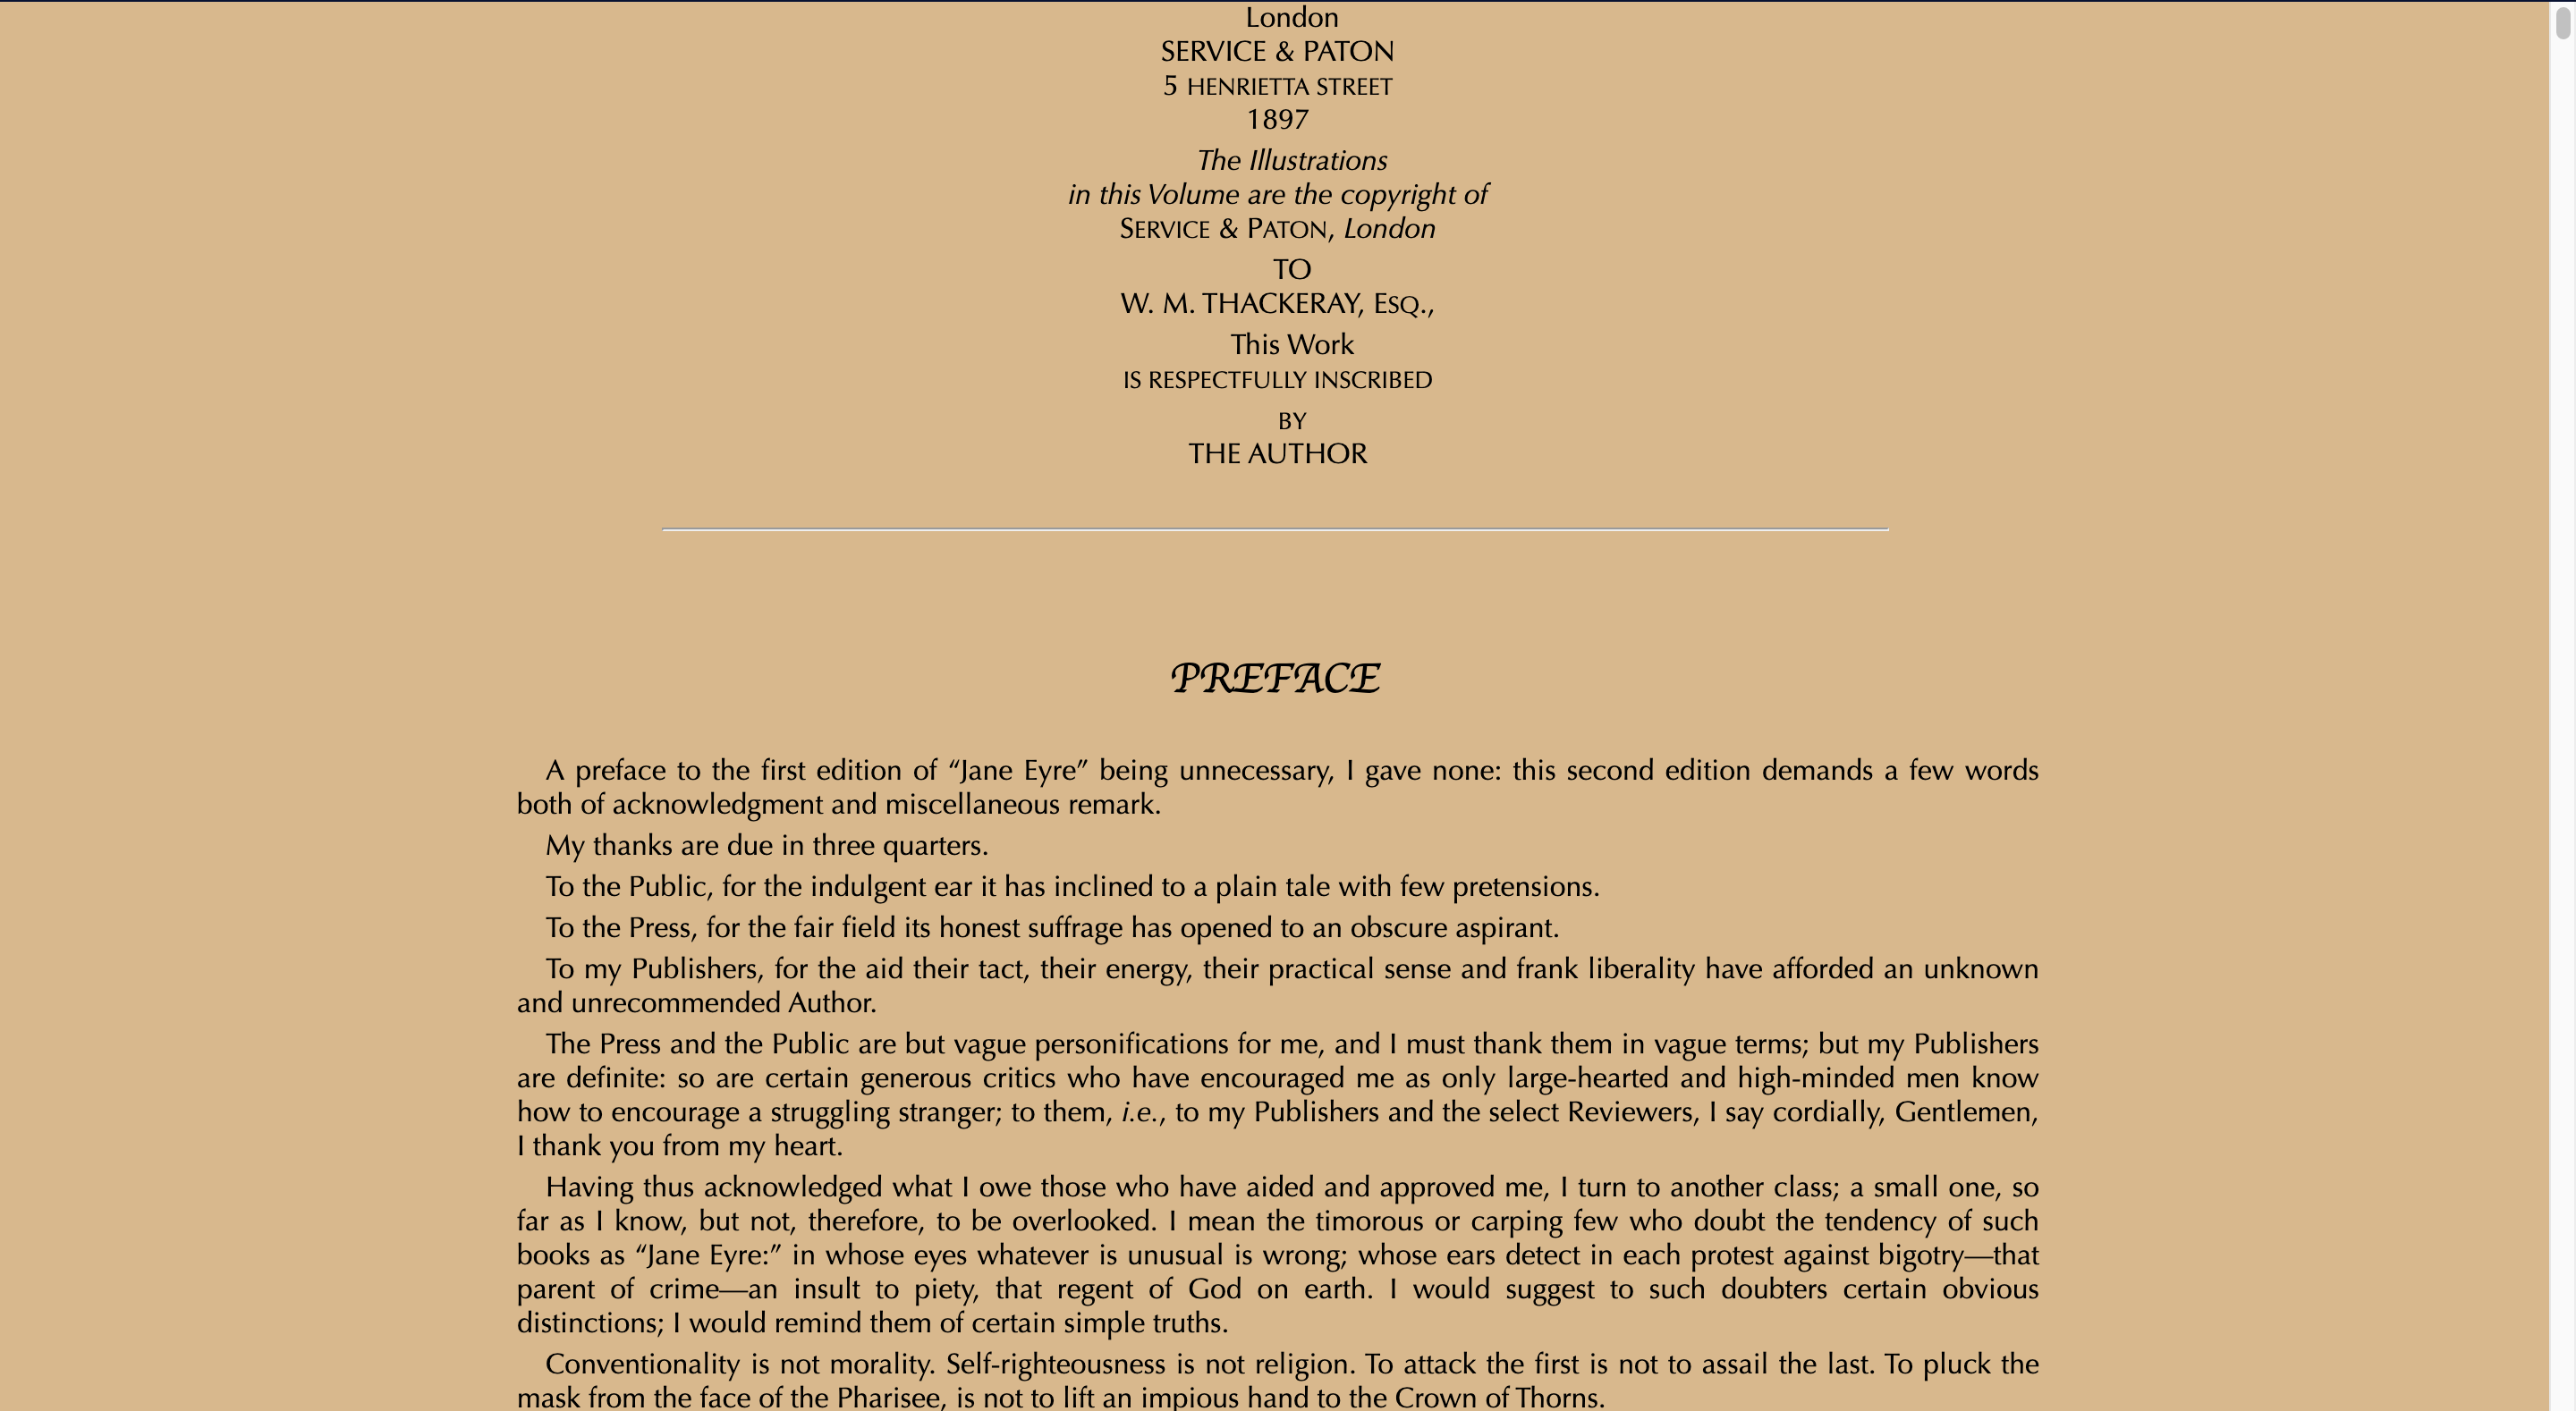 London
SERVICE & PATON
5 HENRIETTA STREET
1897
The Illustrations
in this Volume are the copyright of
SERVICE & PATON, London
TO
W. M. THACKERAY, ESQ.,
This Work
IS RESPECTFULLY INSCRIBED
BY
THE AUTHOR
PREFACE
A preface to the first edition of “Jane Eyre” being unnecessary, I gave none: this second edition demands a few words
both of acknowledgment and miscellaneous remark.
My thanks are due in three quarters.
To the Public, for the indulgent ear it has inclined to a plain tale with few pretensions.
To the Press, for the fair field its honest suffrage has opened to an obscure aspirant.
To my Publishers, for the aid their tact, their energy, their practical sense and frank liberality have afforded an unknown
and unrecommended Author.
The Press and the Public are but vague personifications for me, and I must thank them in vague terms; but my Publishers
are definite: so are certain generous critics who have encouraged me as only large-hearted and high-minded men know
how to encourage a struggling stranger; to them, i.e., to my Publishers and the select Reviewers, I say cordially, Gentlemen,
I thank you from my heart.
Having thus acknowledged what I owe those who have aided and approved me, I turn to another class; a small one, so
far as I know, but not, therefore, to be overlooked. I mean the timorous or carping few who doubt the tendency of such
books as “Jane Eyre:” in whose eyes whatever is unusual is wrong; whose ears detect in each protest against bigotry—that
parent of crime—an insult to piety, that regent of God on earth. I would suggest to such doubters certain obvious
distinctions; I would remind them of certain simple truths.
Conventionality is not morality. Self-righteousness is not religion. To attack the first is not to assail the last. To pluck the
mask from the face of the Pharisee, is not to lift an impious hand to the Crown of Thorns.